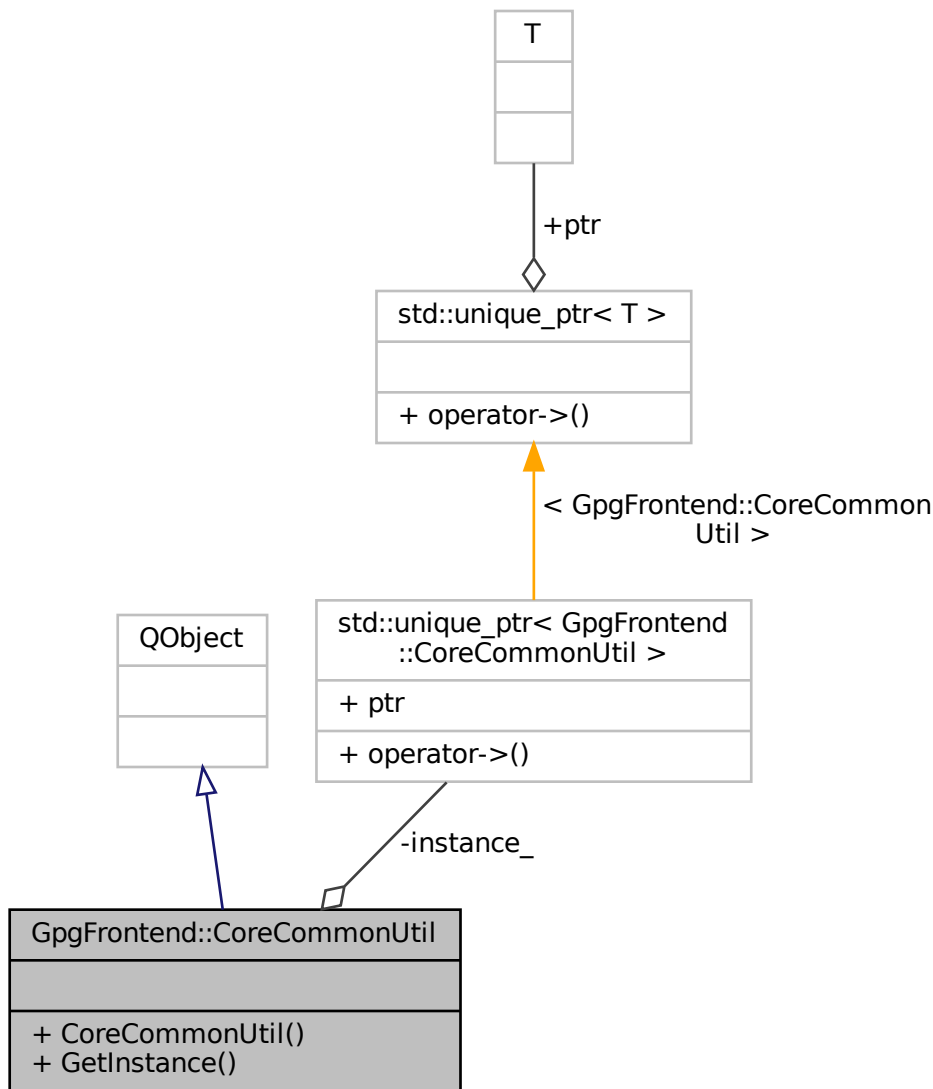 T
+ptr
std::unique_ptr< T >
+ operator->()
< GpgFrontend::CoreCommon
Util >
QObject
std::unique_ptr< GpgFrontend
::CoreCommonUtil >
+ ptr
+ operator->()
-instance_
GpgFrontend::CoreCommonUtil
+ CoreCommonUtil()
+ GetInstance()